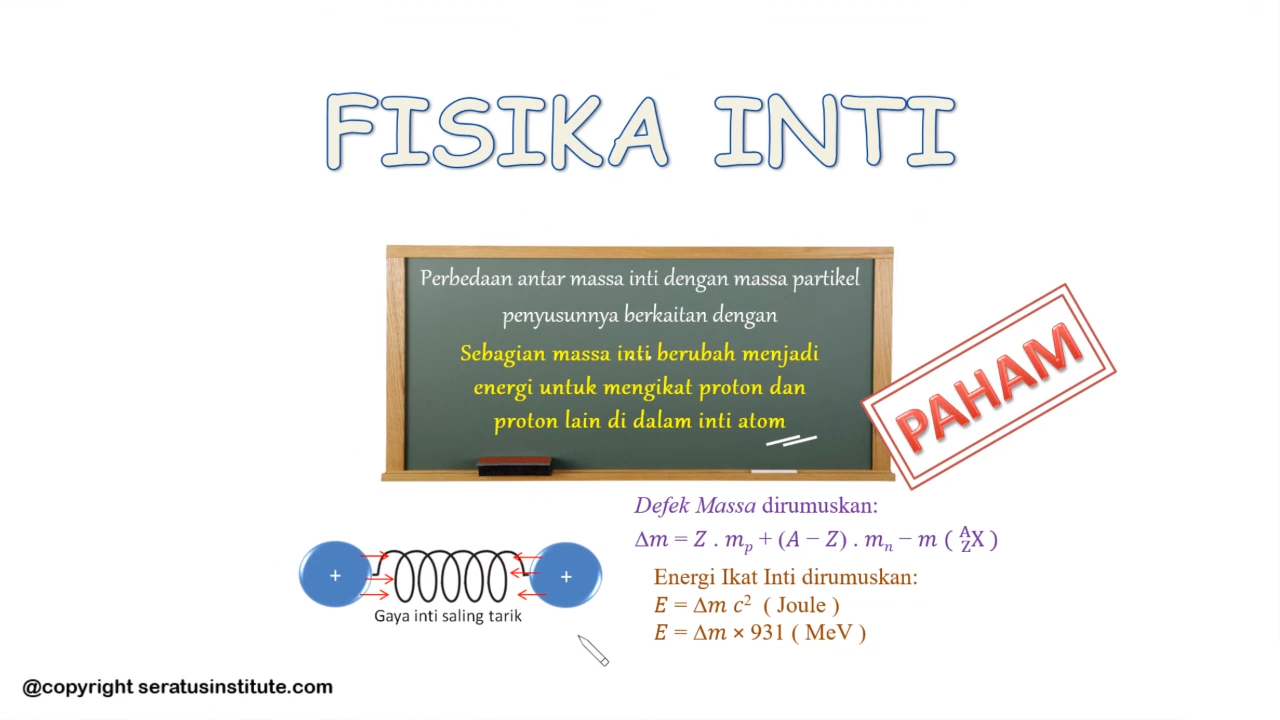 FISIKA INTI
Perbedaan antar massa inti dengan massa partikel
penyusunnya berkaitan dengan
...
Sebagian massa inti berubah menjadi
energi untuk mengikat proton dan
proton lain di dalam inti atom
PAHAM
Defek Massa dirumuskan:
Δm = Z . mₚ + (A − Z) . mₙ − m ( ᴬ_Z X )
Energi Ikat Inti dirumuskan:
E = Δm c² ( Joule )
E = Δm × 931 ( MeV )
+ +
Gaya inti saling tarik
@copyright seratusinstitute.com